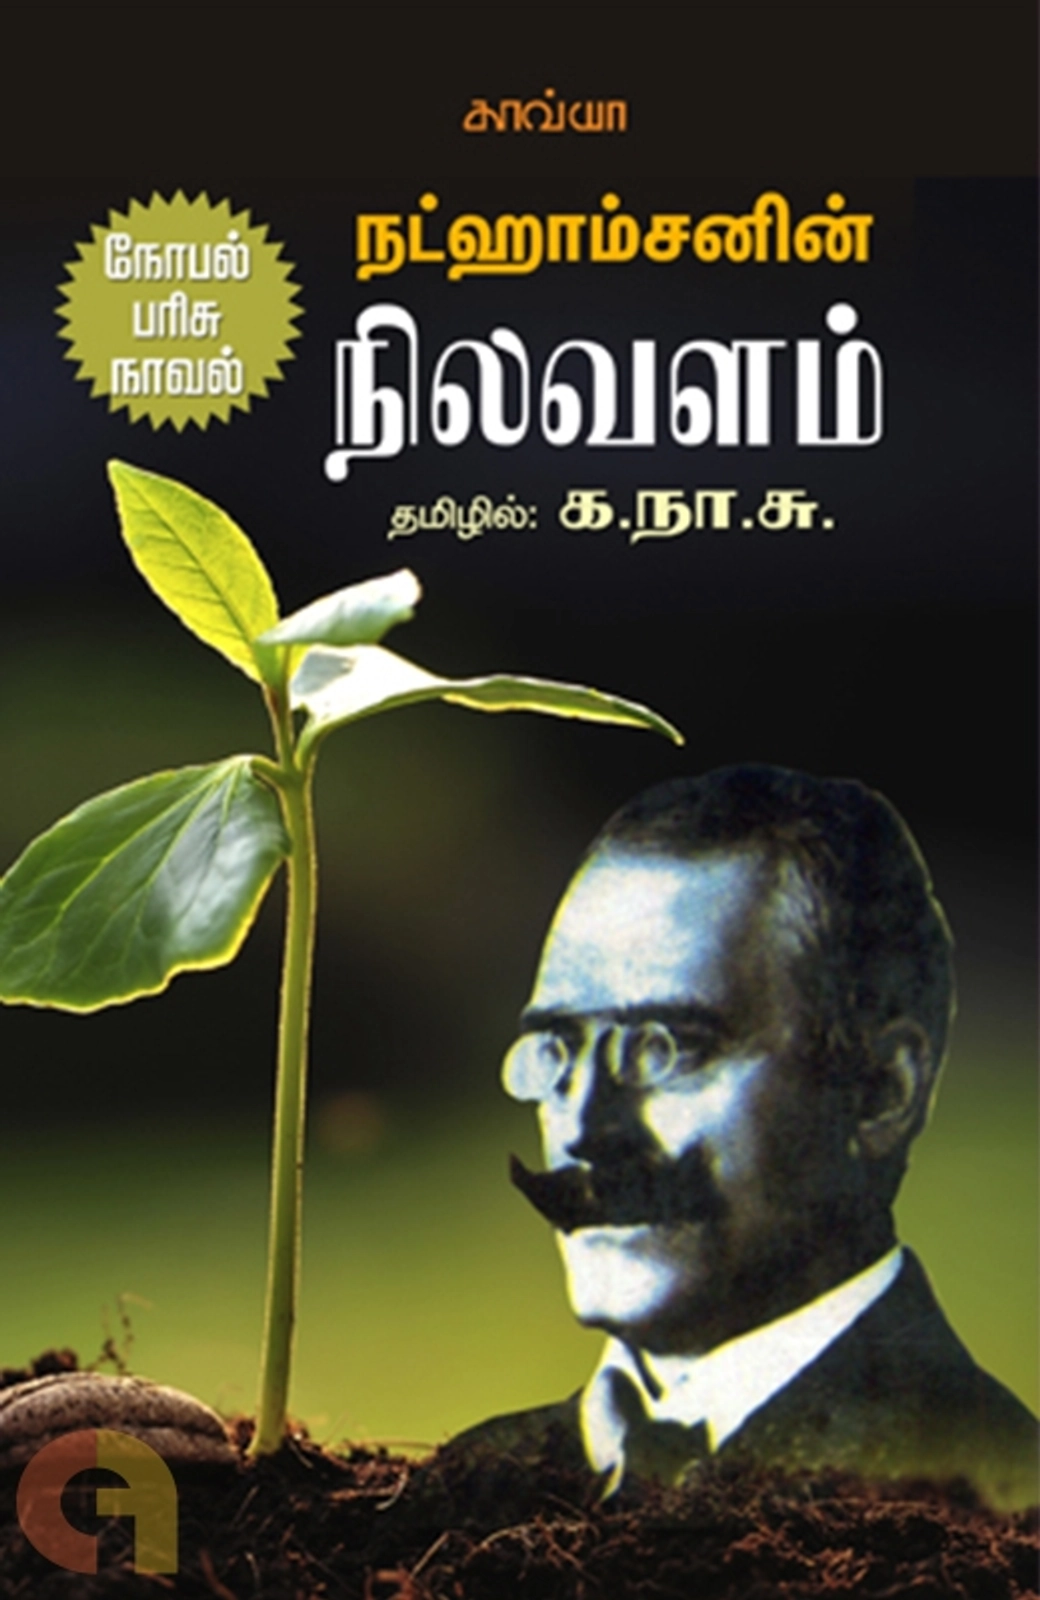 காவ்யா
நோபல்
பரிசு
நாவல்
நட்ஹாம்சனின்
நிலவளம்
தமிழில்: க.நா.சு.